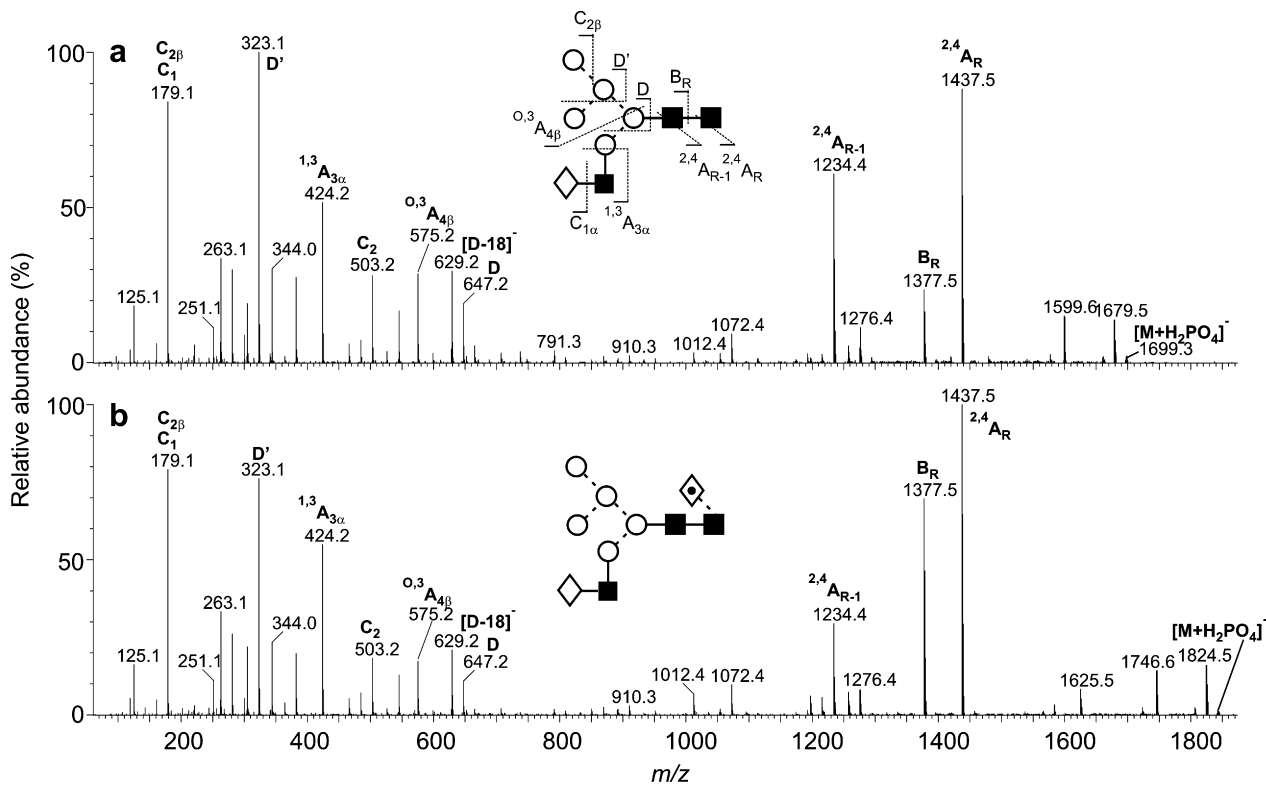 a
Relative abundance (%)
100
50
0
C2β
C1
179.1
323.1
D'
1,3A3α
424.2
O,3A4β
575.2
C2
503.2
[D-18]-
629.2 D
647.2
125.1
251.1
263.1
344.0
791.3
910.3
1012.4
1072.4
2,4AR-1
1234.4
1276.4
BR
1377.5
2,4AR
1437.5
1599.6
1679.5
[M+H2PO4]-
1699.3
C2β
D'
D
BR
O,3A4β
2,4AR-1
2,4AR
C1α
1,3A3α
b
100
50
0
C2β
C1
179.1
D'
323.1
1,3A3α
424.2
O,3A4β
575.2
C2
503.2
[D-18]-
629.2 D
647.2
125.1
251.1
263.1
344.0
910.3
1012.4
1072.4
2,4AR-1
1234.4
1276.4
BR
1377.5
1437.5
2,4AR
1625.5
1746.6
[M+H2PO4]-
1824.5
200 400 600 800 1000 1200 1400 1600 1800
m/z